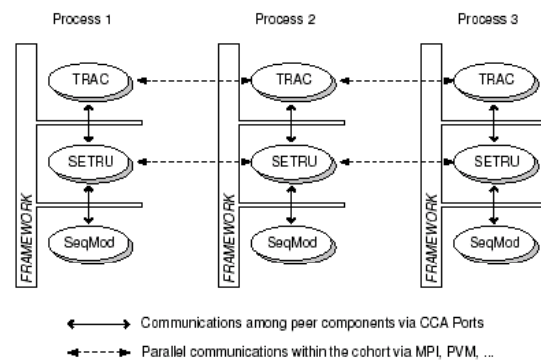 Process 1 Process 2 Process 3
TRAC TRAC TRAC
SETRU SETRU SETRU
SeqMod SeqMod SeqMod
FRAMEWORK FRAMEWORK FRAMEWORK
Communications among peer components via CCA Ports
Parallel communications within the cohort via MPI, PVM, ...